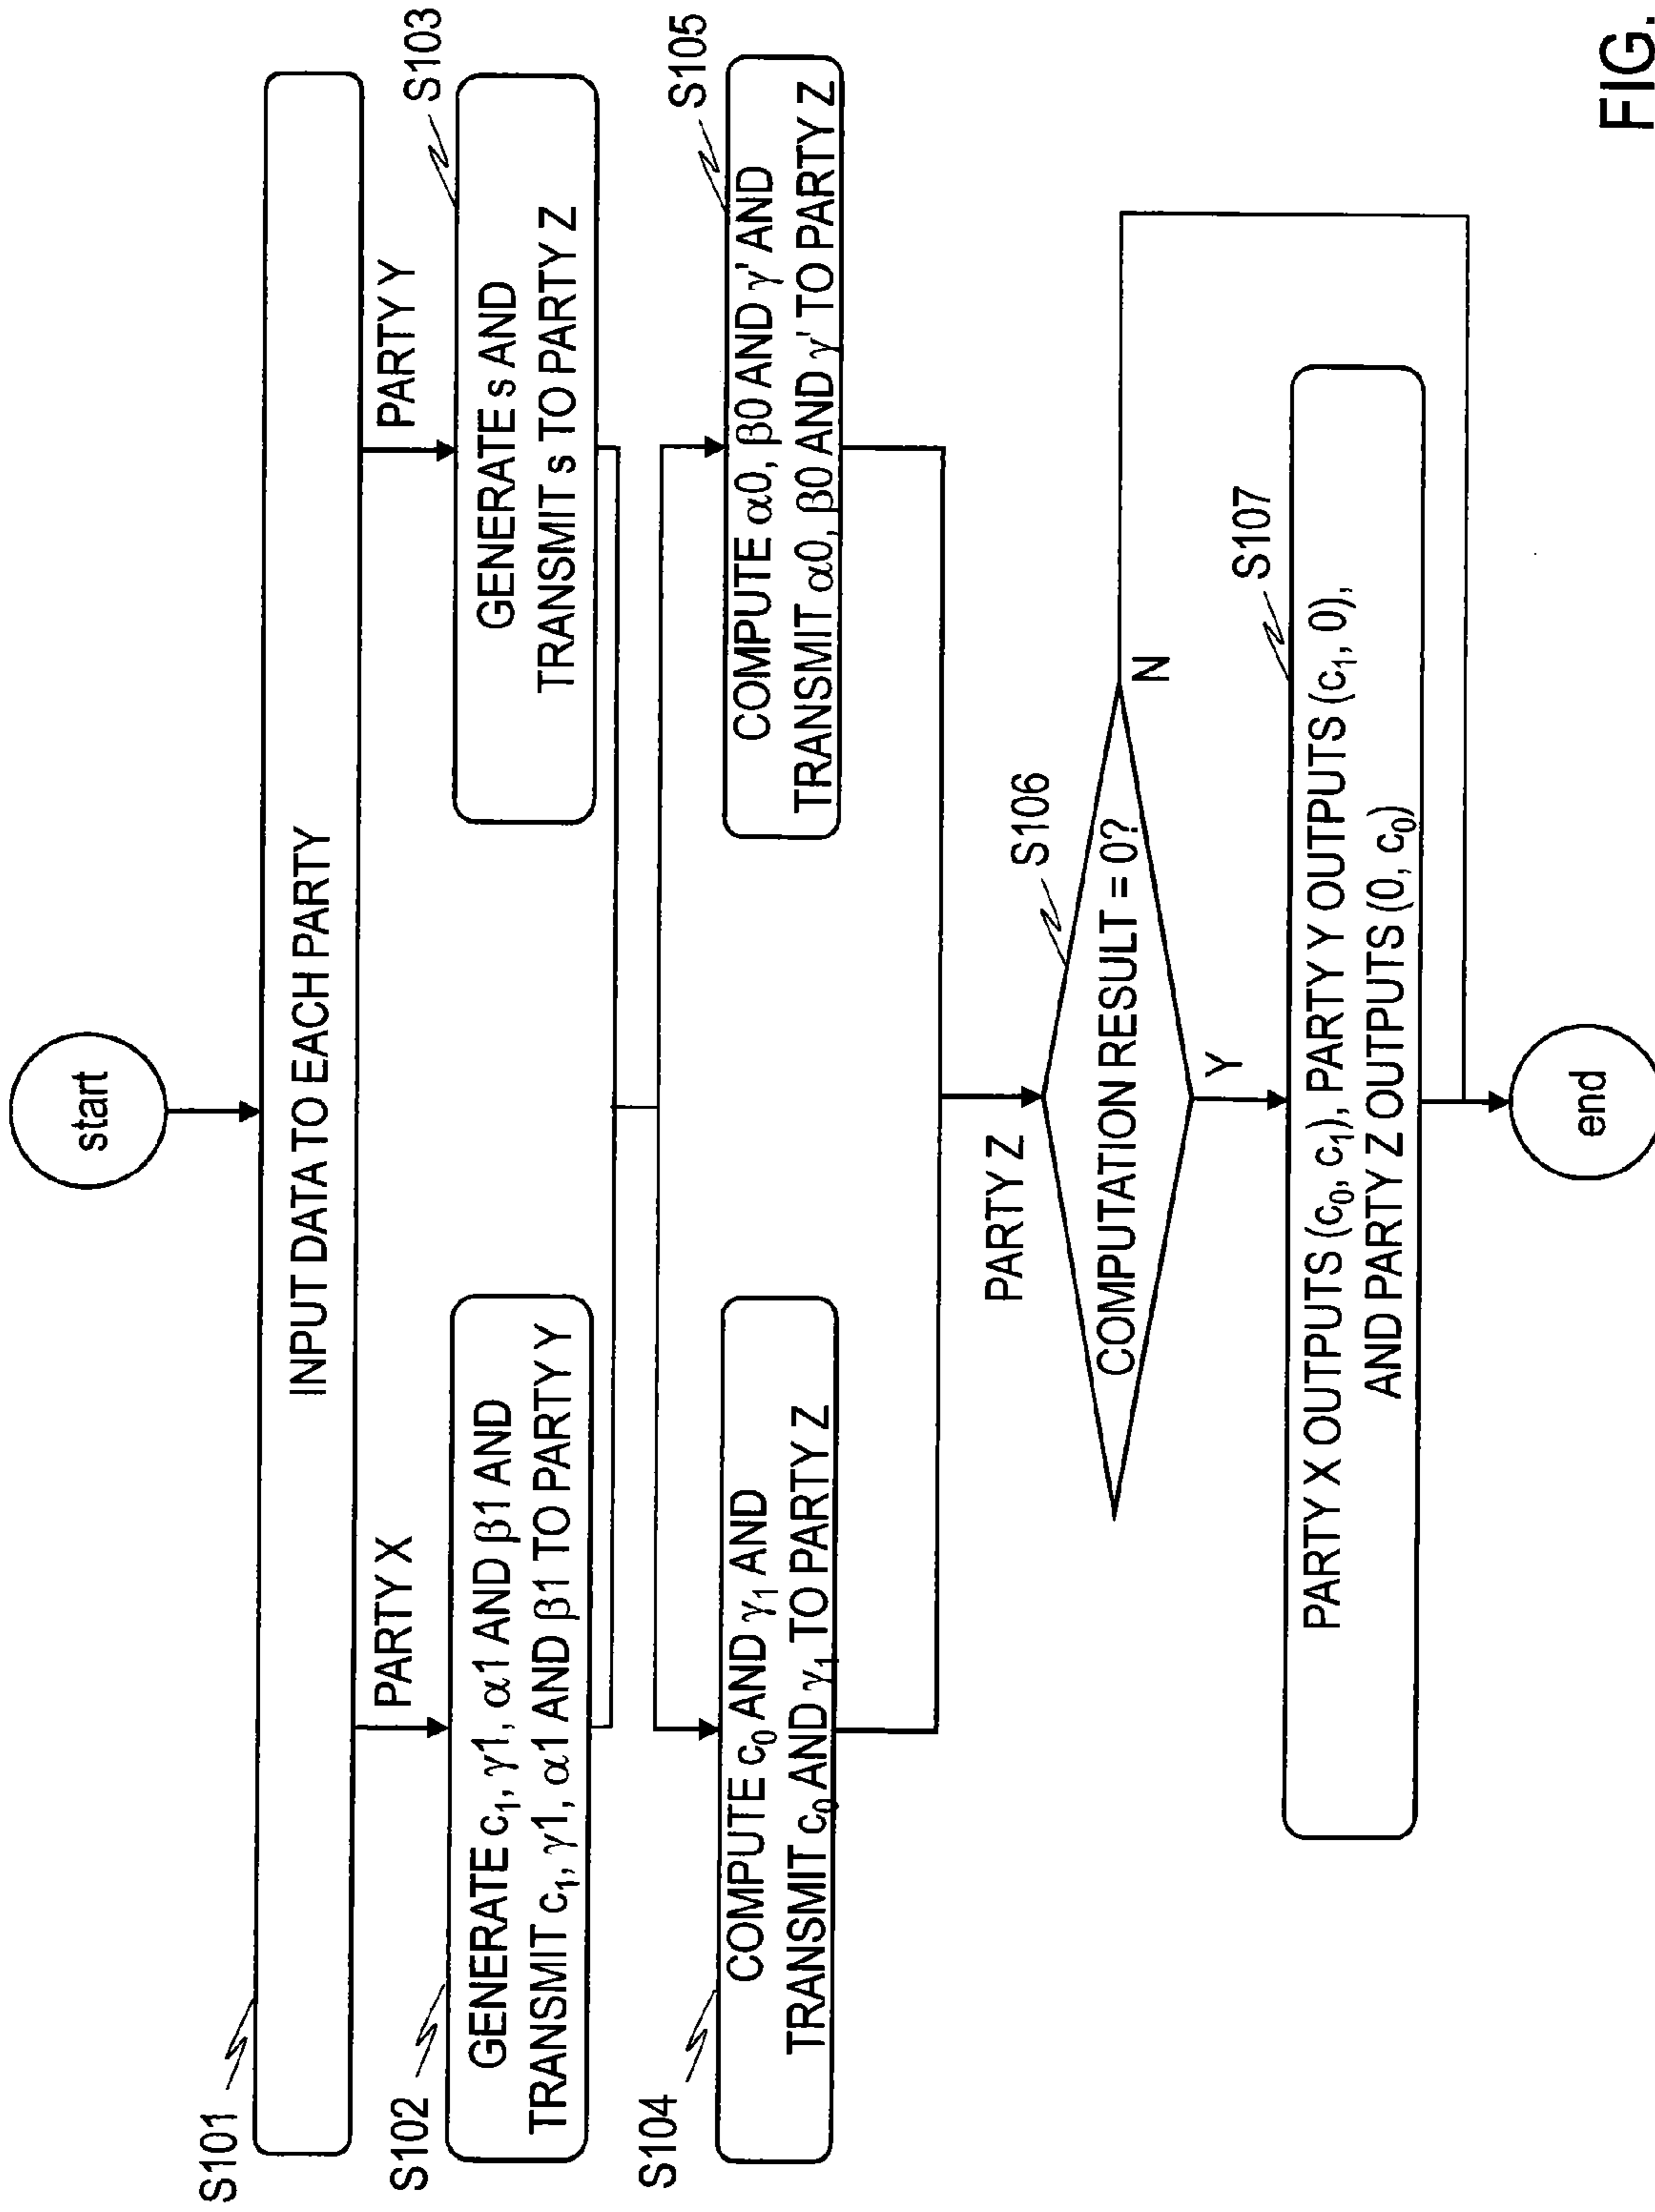 start
S101
INPUT DATA TO EACH PARTY
PARTY X
PARTY Y
S102
GENERATE c₁, γ1, α1 AND β1 AND
TRANSMIT c₁, γ1, α1 AND β1 TO PARTY Y
S103
GENERATE s AND
TRANSMIT s TO PARTY Z
S104
COMPUTE c₀ AND γ₁ AND
TRANSMIT c₀ AND γ₁ TO PARTY Z
S105
COMPUTE α0, β0 AND γ' AND
TRANSMIT α0, β0 AND γ' TO PARTY Z
PARTY Z
S106
COMPUTATION RESULT = 0?
N
Y
S107
PARTY X OUTPUTS (c₀, c₁), PARTY Y OUTPUTS (c₁, 0),
AND PARTY Z OUTPUTS (0, c₀)
end
FIG.